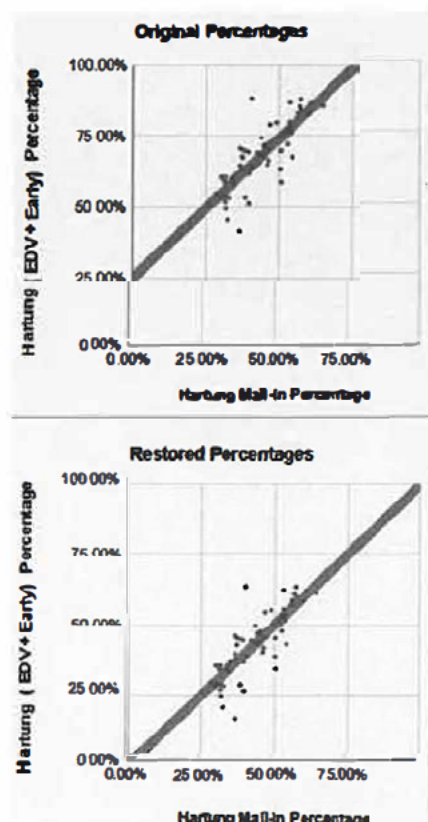 Original Percentages
100.00%
75.00%
50 00%
25 00%
0 00%
0.00% 25 00% 50.00% 75.00%
Hartung (EDV+Early) Percentage
Hartung Mail-In Percentage
Restored Percentages
100 00%
75 00%
50 00%
25 00%
0 00%
0.00% 25 00% 50 00% 75.00%
Hartung (EDV+Early) Percentage
Hartung Mail-In Percentage